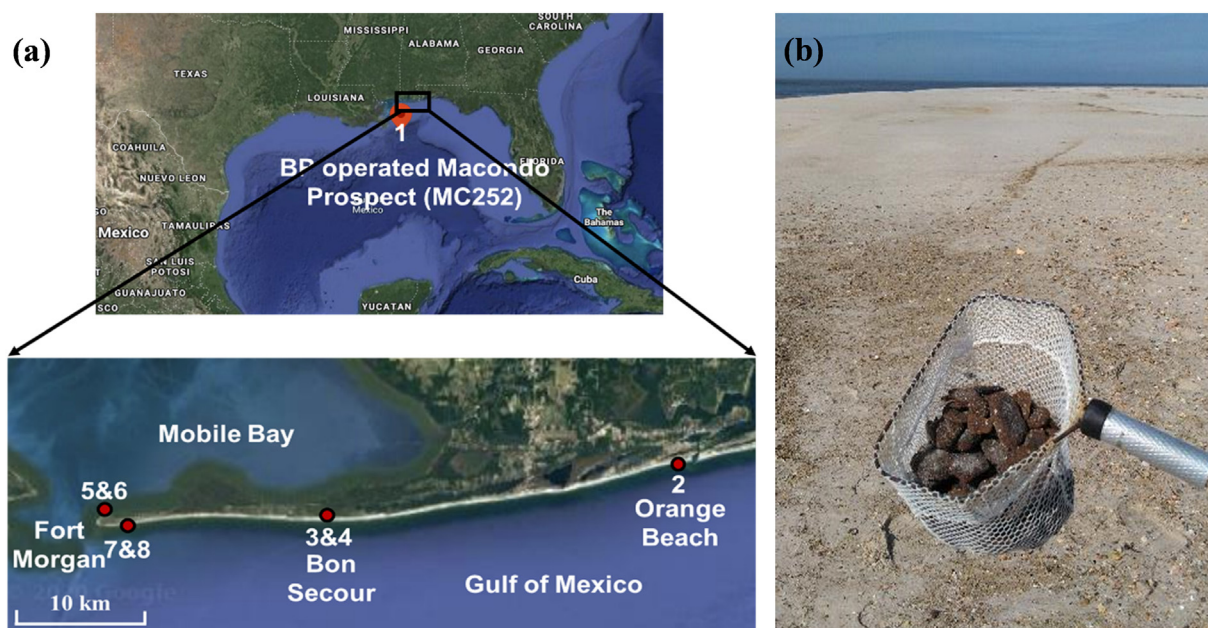 (a)
SOUTH
CAROLINA
MISSISSIPPI
ALABAMA
GEORGIA
TEXAS
LOUISIANA
1
COAHUILA
BP operated Macondo
FLORIDA
NUEVO LEON
Prospect (MC252)
Mexico
The
Bahamas
TAMAULIPAS
Mexico
SAN LUIS
POTOSI
Cuba
GUANAJUATO
YUCATAN
SCO
Mobile Bay
5&6
2
Orange
Beach
Fort
Morgan
7&8
3&4
Bon
Secour
Gulf of Mexico
Google
10 km
(b)